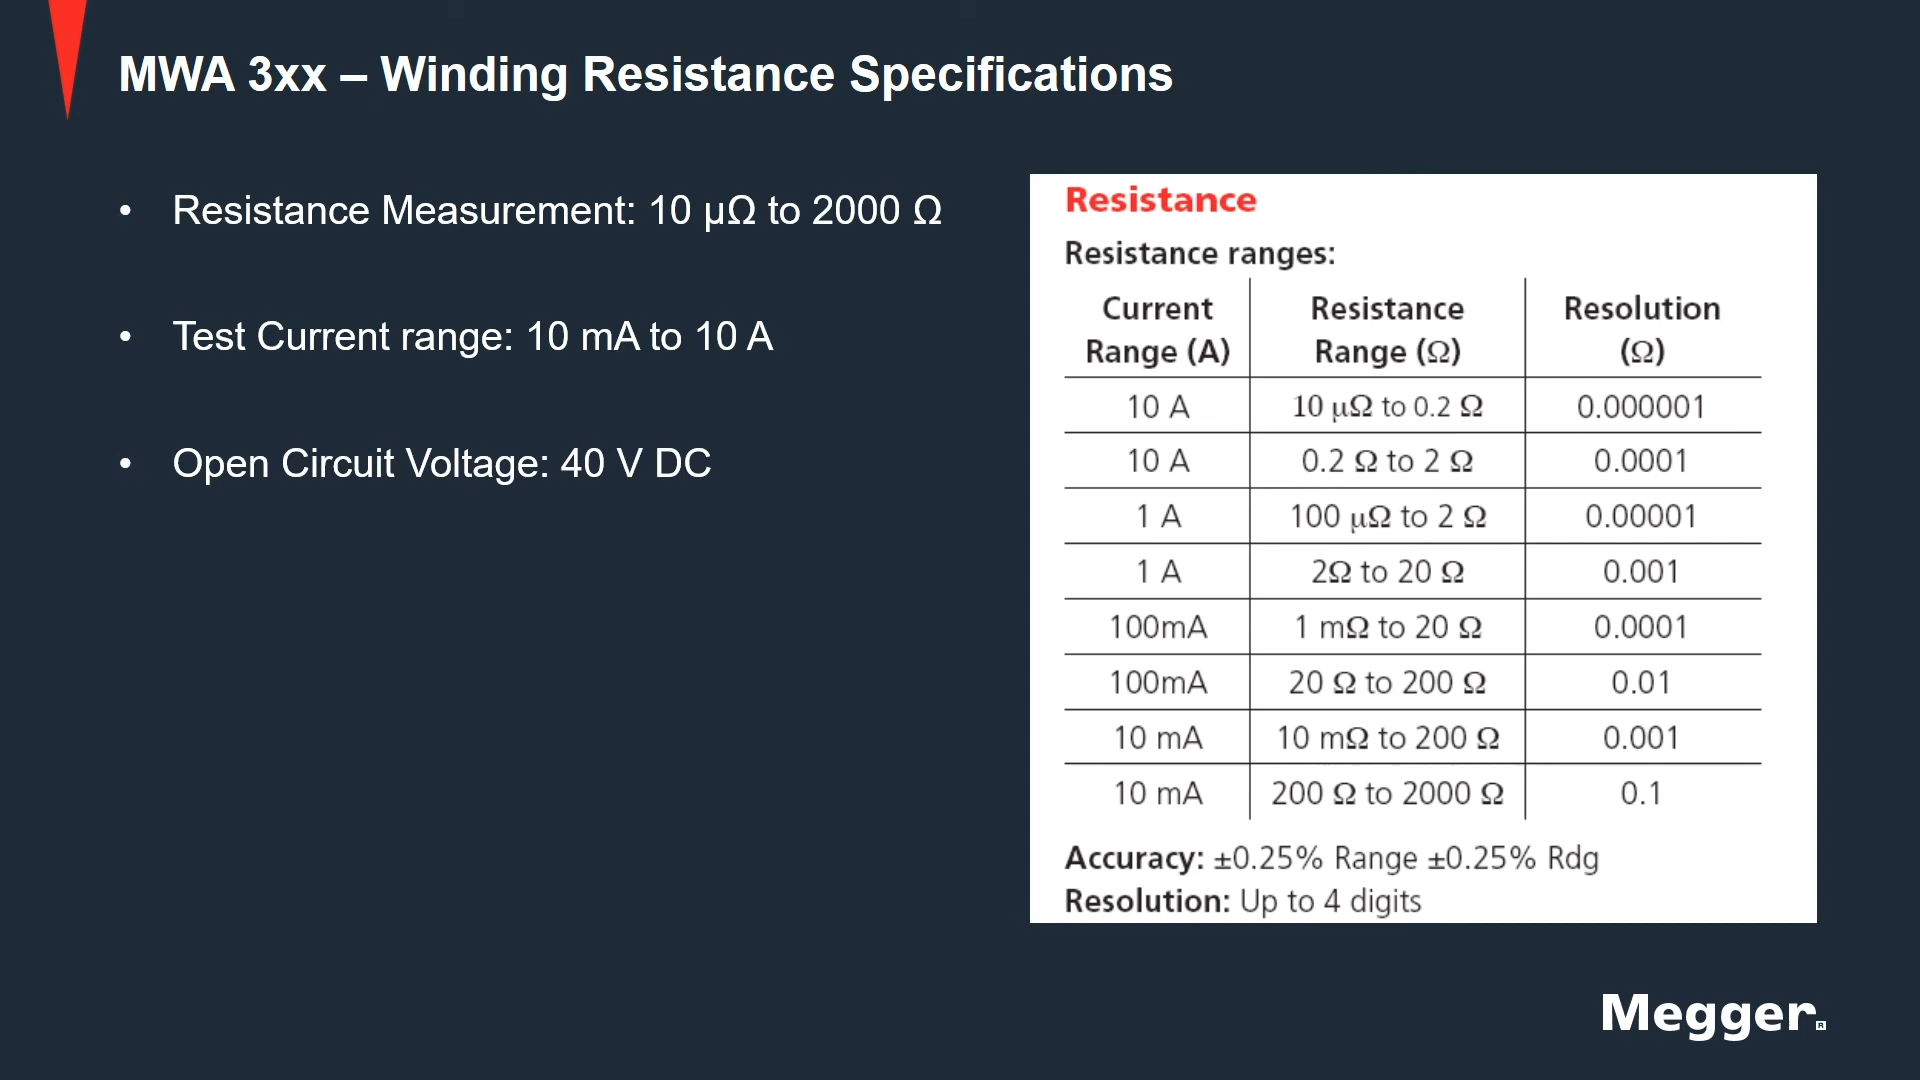 MWA 3xx – Winding Resistance Specifications
• Resistance Measurement: 10 µΩ to 2000 Ω
• Test Current range: 10 mA to 10 A
• Open Circuit Voltage: 40 V DC
Resistance
Resistance ranges:
Current Range (A) Resistance Range (Ω) Resolution (Ω)
10 A 10 µΩ to 0.2 Ω 0.000001
10 A 0.2 Ω to 2 Ω 0.0001
1 A 100 µΩ to 2 Ω 0.00001
1 A 2Ω to 20 Ω 0.001
100mA 1 mΩ to 20 Ω 0.0001
100mA 20 Ω to 200 Ω 0.01
10 mA 10 mΩ to 200 Ω 0.001
10 mA 200 Ω to 2000 Ω 0.1
Accuracy: ±0.25% Range ±0.25% Rdg
Resolution: Up to 4 digits
Megger®